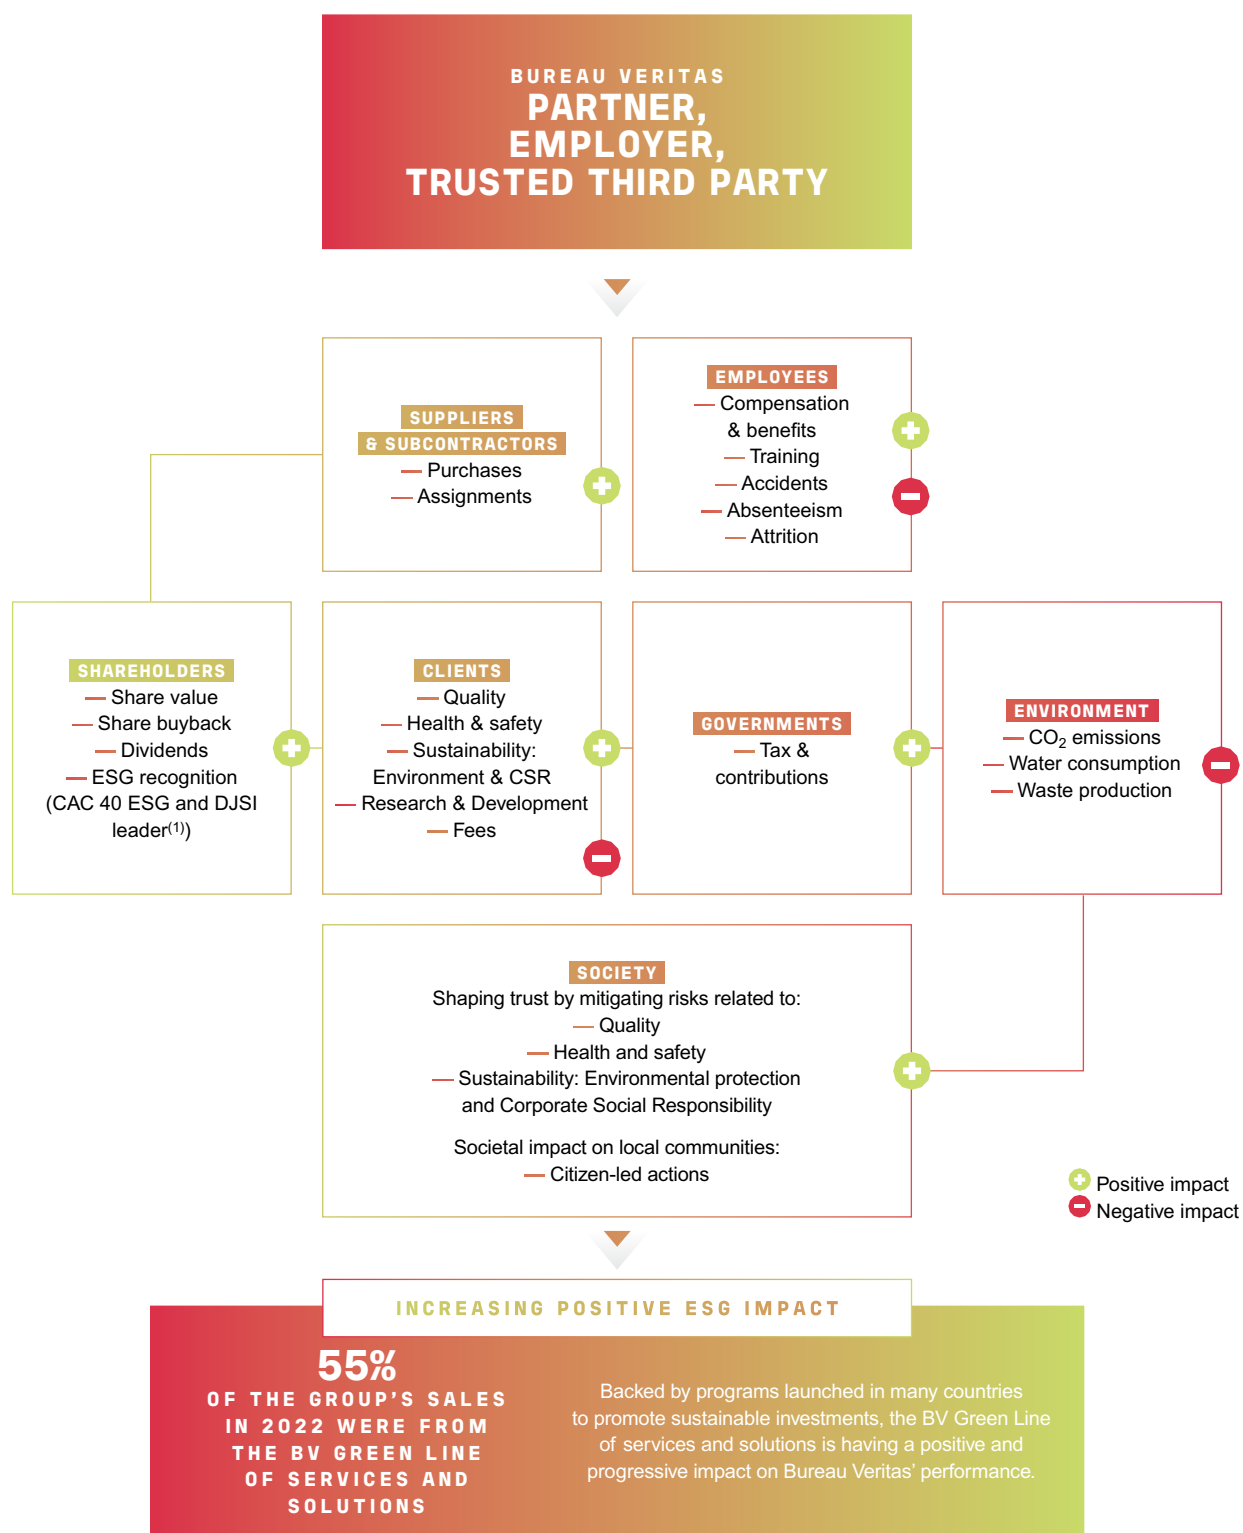 BUREAU VERITAS
PARTNER,
EMPLOYER,
TRUSTED THIRD PARTY
SUPPLIERS
& SUBCONTRACTORS
— Purchases
— Assignments
EMPLOYEES
— Compensation
& benefits
— Training
— Accidents
— Absenteeism
— Attrition
SHAREHOLDERS
— Share value
— Share buyback
— Dividends
— ESG recognition
(CAC 40 ESG and DJSI
leader(1))
CLIENTS
— Quality
— Health & safety
— Sustainability:
Environment & CSR
— Research & Development
— Fees
GOVERNMENTS
— Tax &
contributions
ENVIRONMENT
— CO2 emissions
— Water consumption
— Waste production
SOCIETY
Shaping trust by mitigating risks related to:
— Quality
— Health and safety
— Sustainability: Environmental protection
and Corporate Social Responsibility
Societal impact on local communities:
— Citizen-led actions
Positive impact
Negative impact
INCREASING POSITIVE ESG IMPACT
55%
OF THE GROUP'S SALES
IN 2022 WERE FROM
THE BV GREEN LINE
OF SERVICES AND
SOLUTIONS
Backed by programs launched in many countries
to promote sustainable investments, the BV Green Line
of services and solutions is having a positive and
progressive impact on Bureau Veritas' performance.